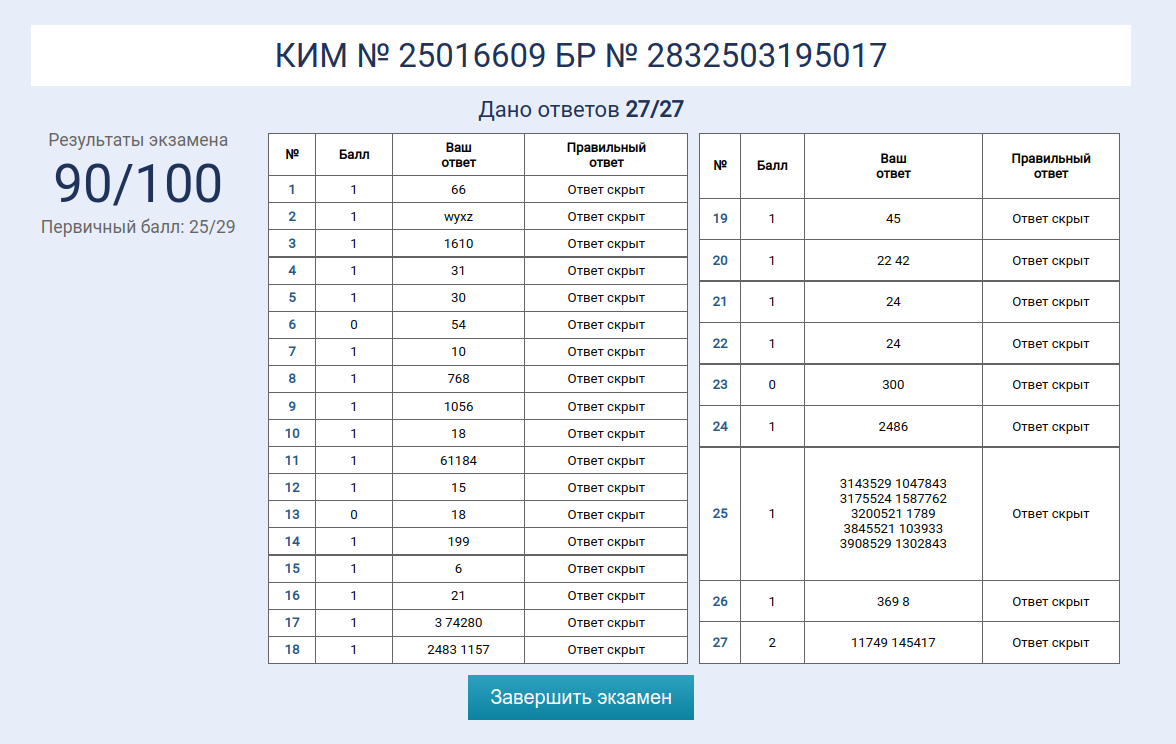 КИМ № 25016609 БР № 2832503195017
Дано ответов 27/27
Результаты экзамена
90/100
Первичный балл: 25/29
№ Балл Ваш ответ Правильный ответ
1 1 66 Ответ скрыт
2 1 wyxz Ответ скрыт
3 1 1610 Ответ скрыт
4 1 31 Ответ скрыт
5 1 30 Ответ скрыт
6 0 54 Ответ скрыт
7 1 10 Ответ скрыт
8 1 768 Ответ скрыт
9 1 1056 Ответ скрыт
10 1 18 Ответ скрыт
11 1 61184 Ответ скрыт
12 1 15 Ответ скрыт
13 0 18 Ответ скрыт
14 1 199 Ответ скрыт
15 1 6 Ответ скрыт
16 1 21 Ответ скрыт
17 1 3 74280 Ответ скрыт
18 1 2483 1157 Ответ скрыт
№ Балл Ваш ответ Правильный ответ
19 1 45 Ответ скрыт
20 1 22 42 Ответ скрыт
21 1 24 Ответ скрыт
22 1 24 Ответ скрыт
23 0 300 Ответ скрыт
24 1 2486 Ответ скрыт
25 1 3143529 1047843
3175524 1587762
3200521 1789
3845521 103933
3908529 1302843 Ответ скрыт
26 1 369 8 Ответ скрыт
27 2 11749 145417 Ответ скрыт
Завершить экзамен